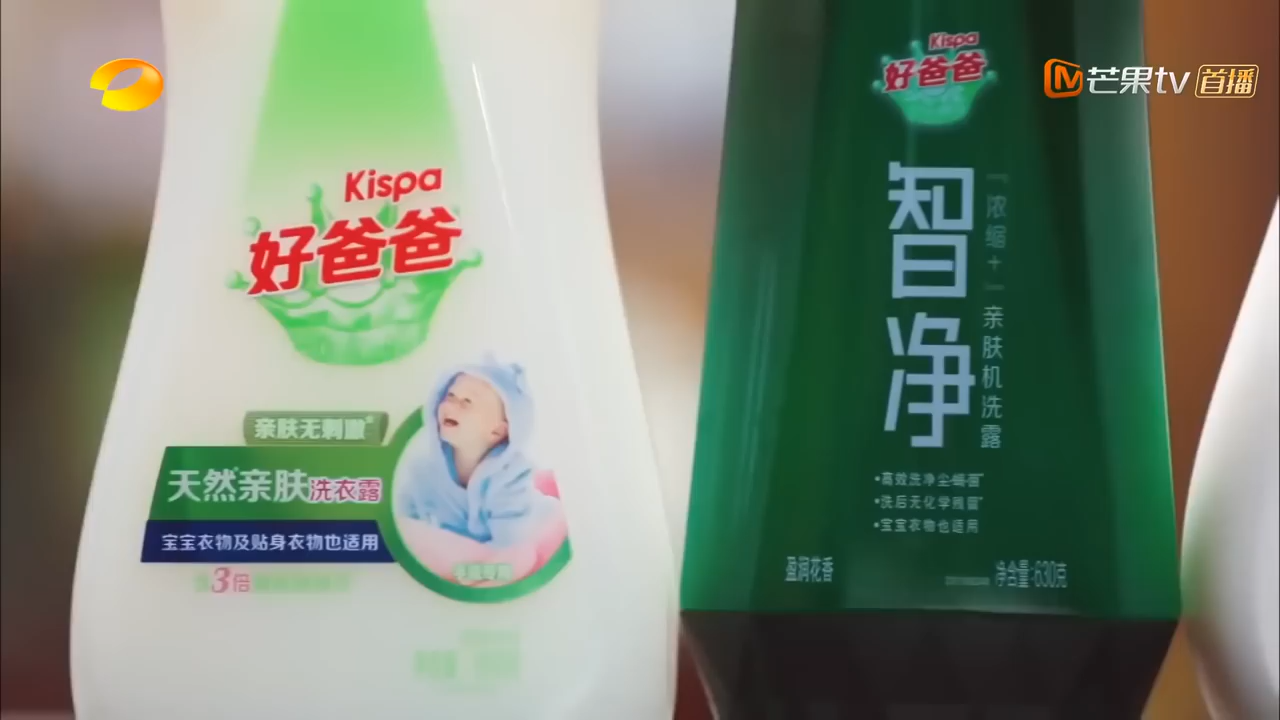 芒果tv 首播
Kispa
好爸爸
亲肤无刺激
天然亲肤洗衣露
宝宝衣物及贴身衣物也适用
3倍
Kispa
好爸爸
智净
「浓缩+」亲肤机洗露
•高效洗净尘螨菌
•洗后无化学残留
•宝宝衣物也适用
盈润花香
净含量:630克